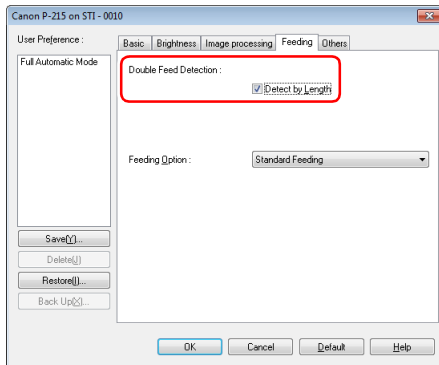 Canon P-215 on STI - 0010
User Preference :
Full Automatic Mode
Save(Y)...
Delete(J)
Restore(I)...
Back Up(X)...
Basic Brightness Image processing Feeding Others
Double Feed Detection :
Detect by Length
Feeding Option : Standard Feeding
OK Cancel Default Help